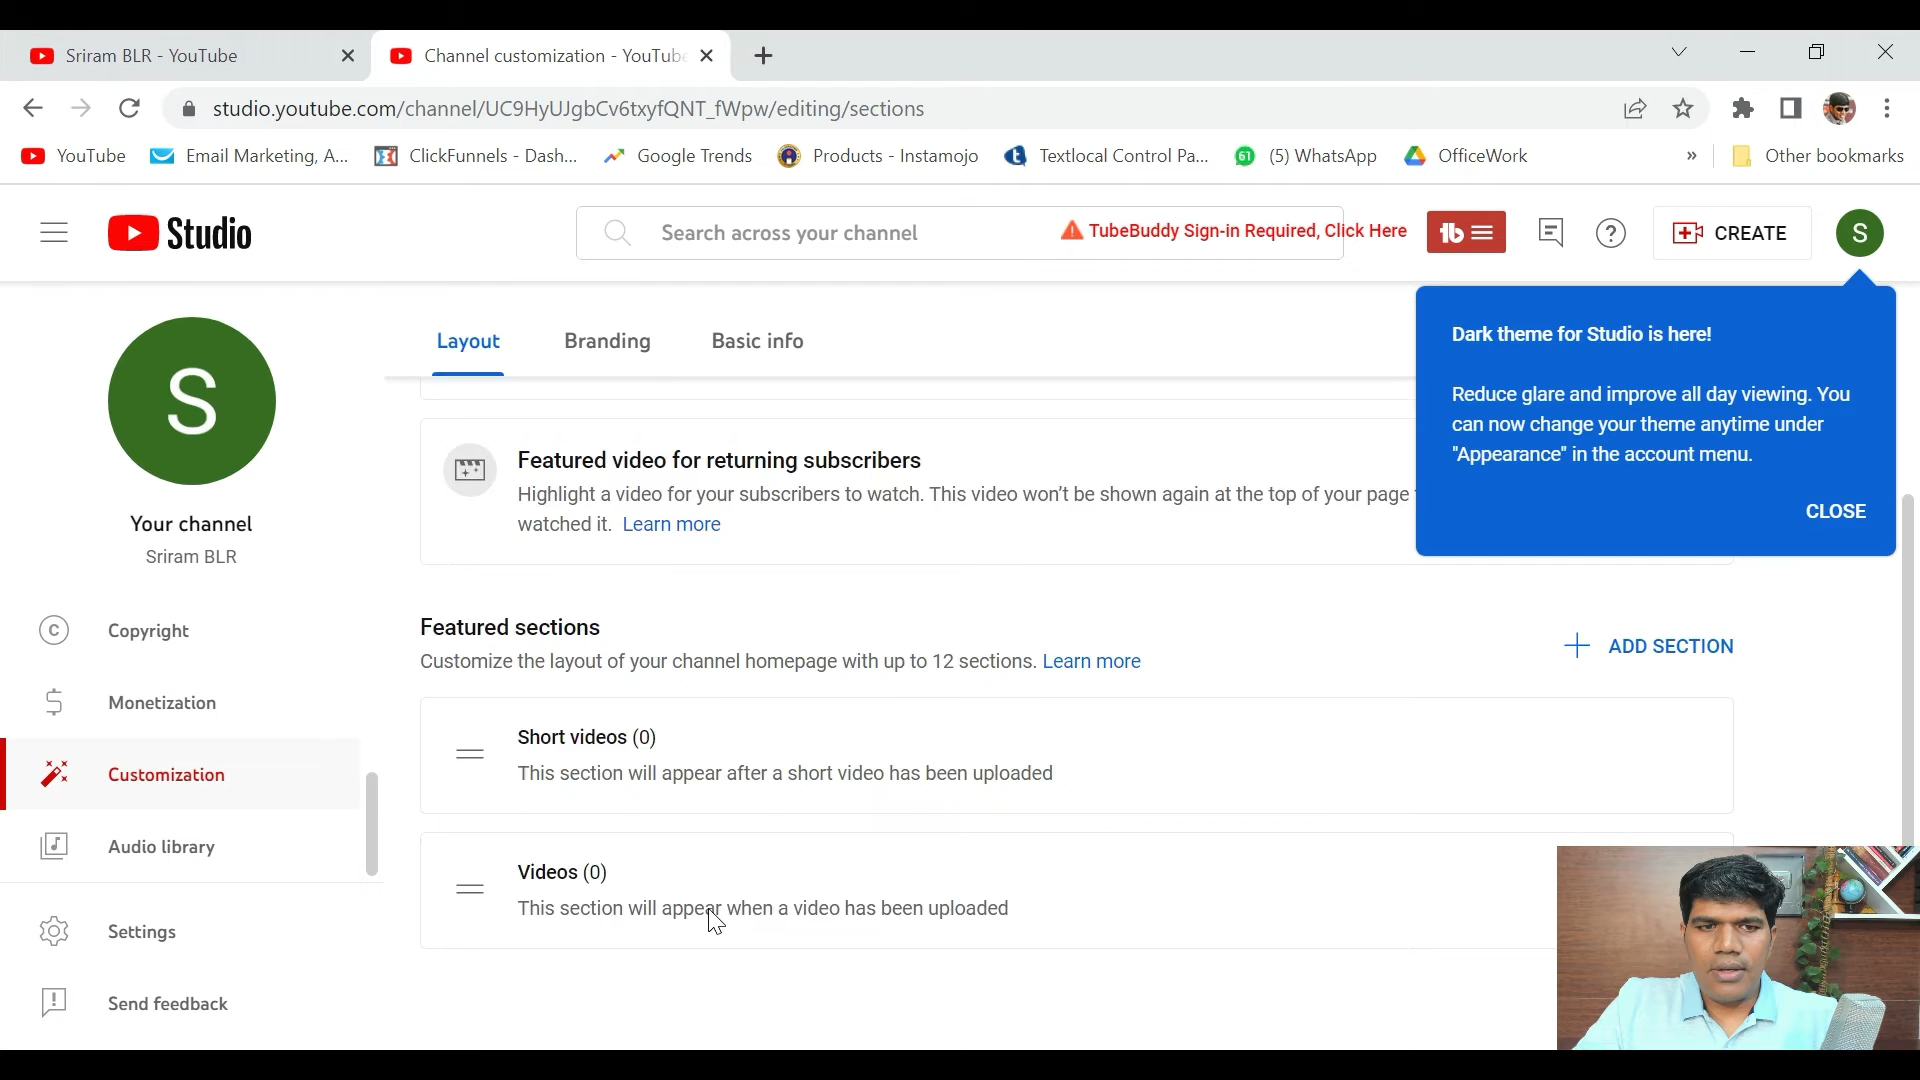 Sriram BLR - YouTube
Channel customization - YouTube
studio.youtube.com/channel/UC9HyUJgbCv6txyfQNT_fWpw/editing/sections
YouTube
Email Marketing, A...
ClickFunnels - Dash...
Google Trends
Products - Instamojo
Textlocal Control Pa...
61
(5) WhatsApp
OfficeWork
»
Other bookmarks
Studio
Search across your channel
TubeBuddy Sign-in Required, Click Here
tb
CREATE
S
Layout
Branding
Basic info
Dark theme for Studio is here!
Reduce glare and improve all day viewing. You
can now change your theme anytime under
"Appearance" in the account menu.
CLOSE
S
Your channel
Sriram BLR
Copyright
Monetization
Customization
Audio library
Settings
Send feedback
Featured video for returning subscribers
Highlight a video for your subscribers to watch. This video won't be shown again at the top of your page
watched it. Learn more
Featured sections
Customize the layout of your channel homepage with up to 12 sections. Learn more
ADD SECTION
Short videos (0)
This section will appear after a short video has been uploaded
Videos (0)
This section will appear when a video has been uploaded